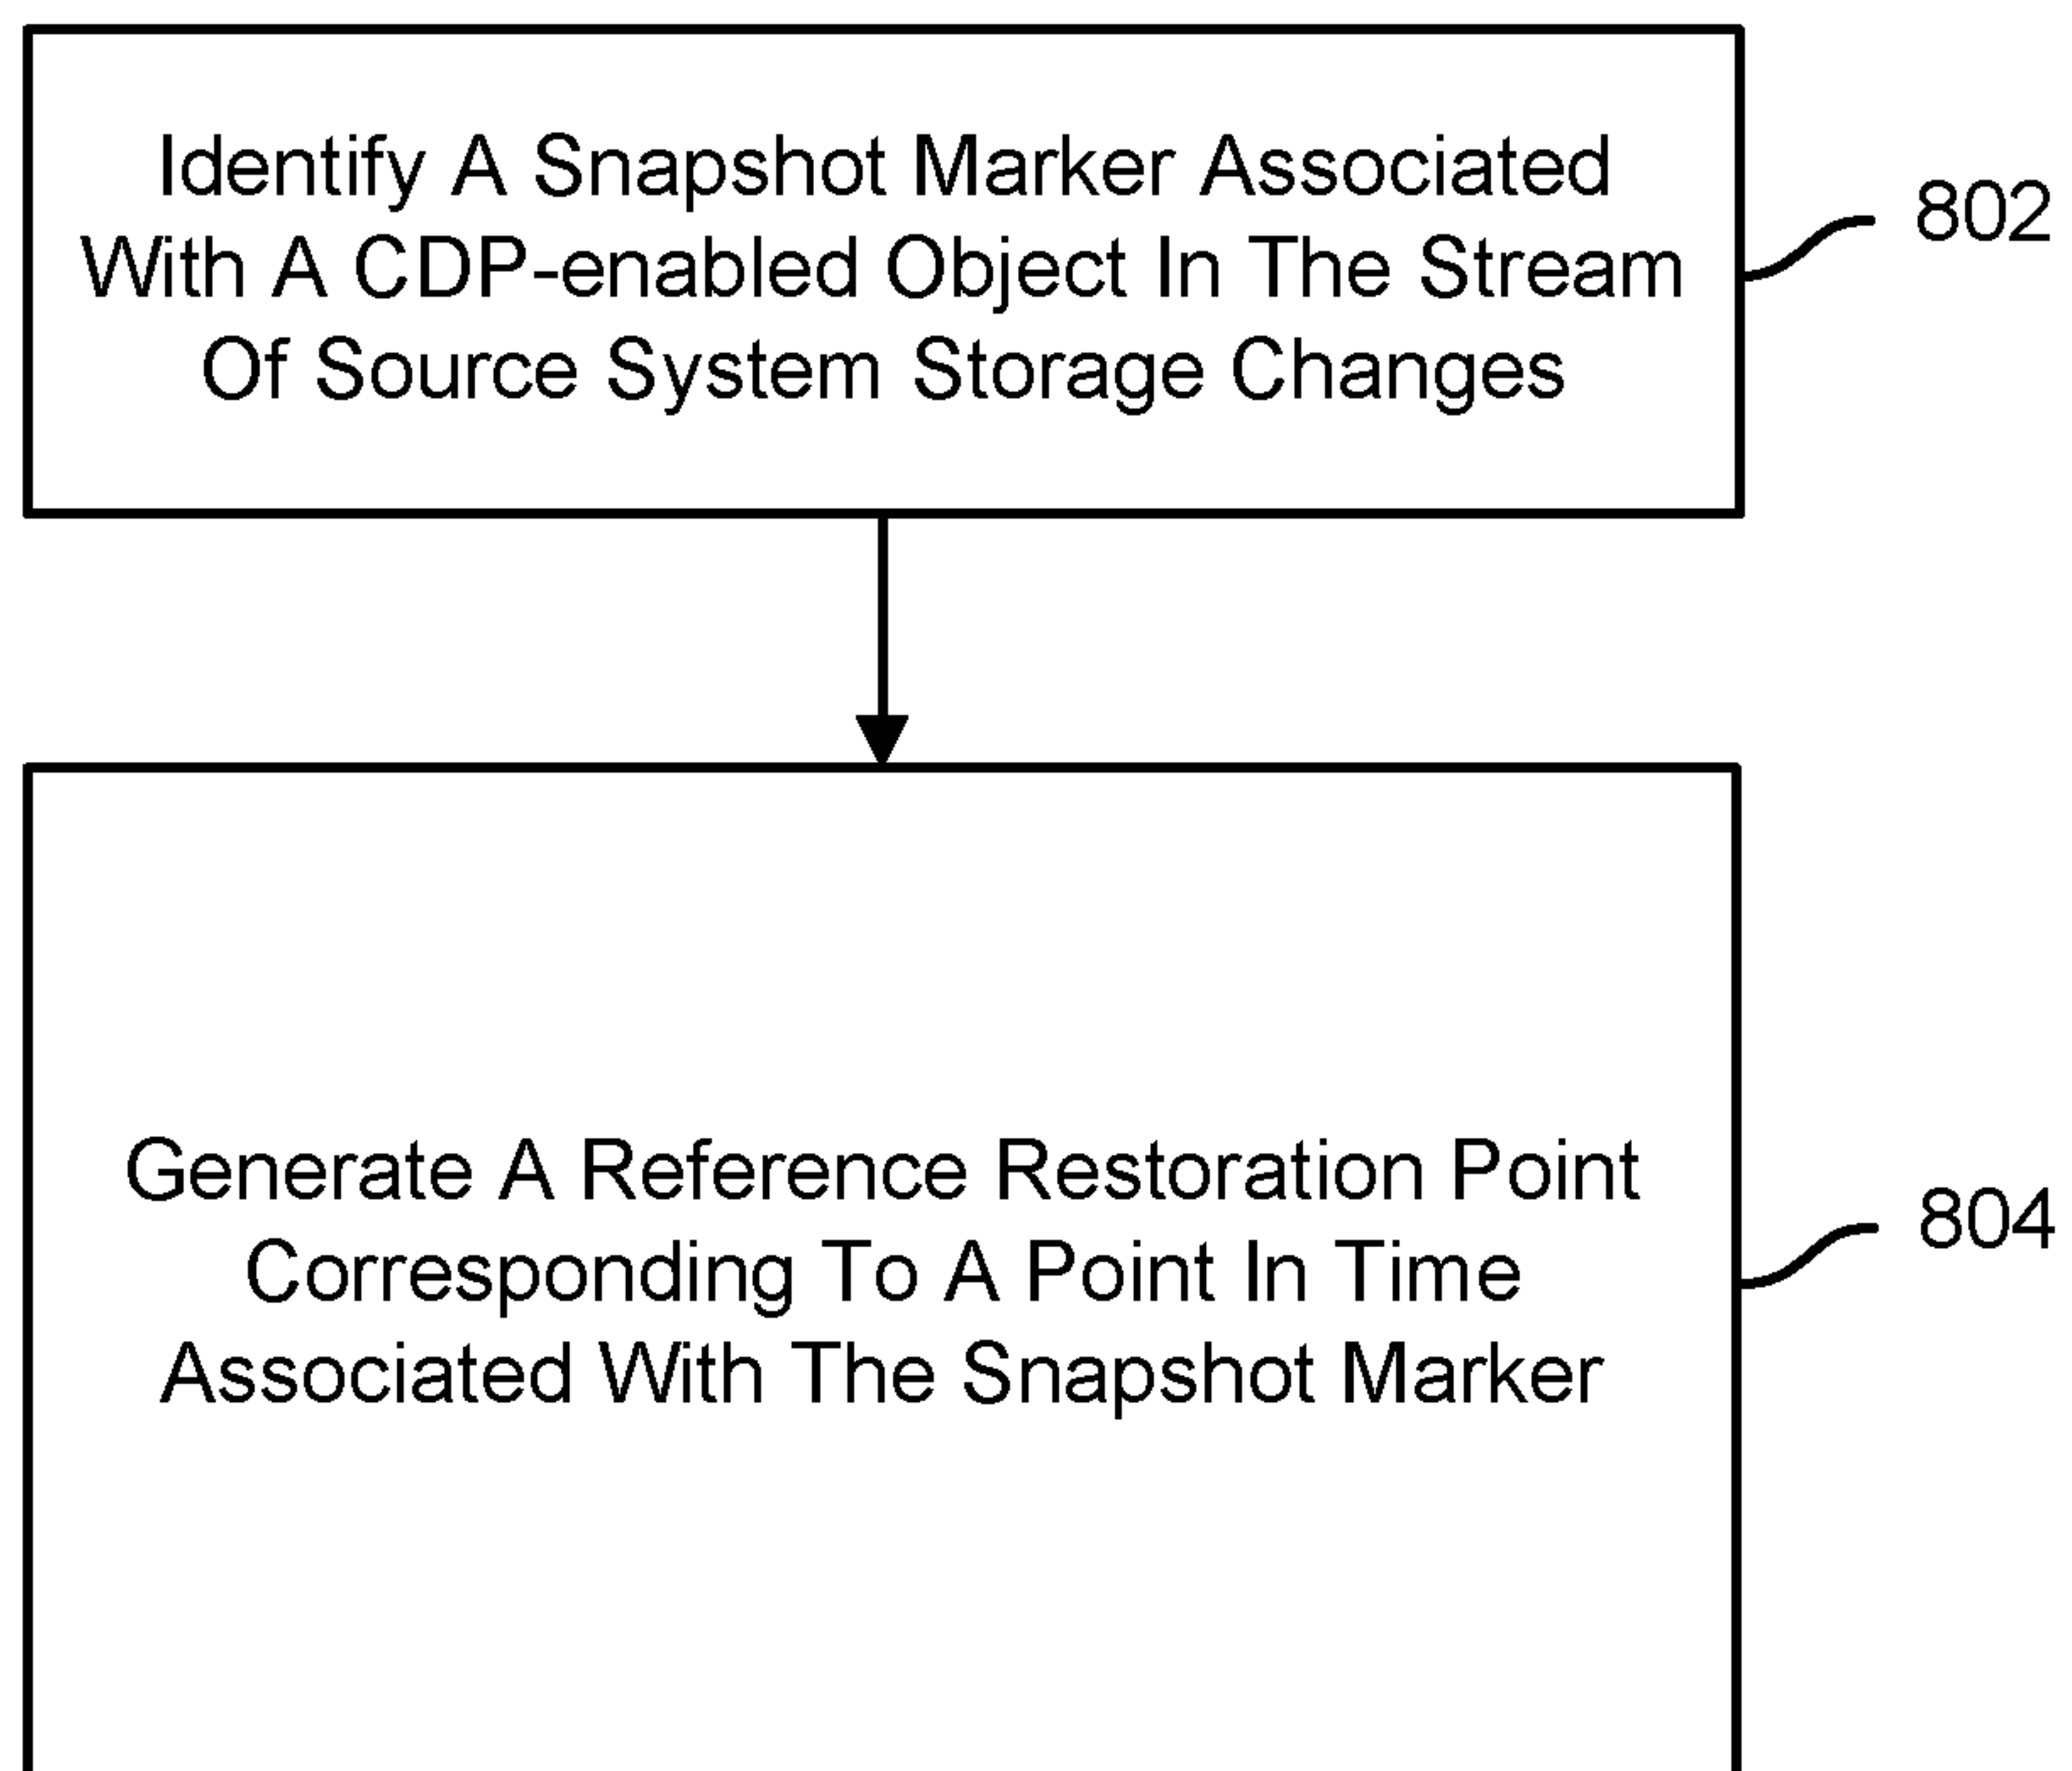 Identify A Snapshot Marker Associated
With A CDP-enabled Object In The Stream
Of Source System Storage Changes
802
Generate A Reference Restoration Point
Corresponding To A Point In Time
Associated With The Snapshot Marker
804